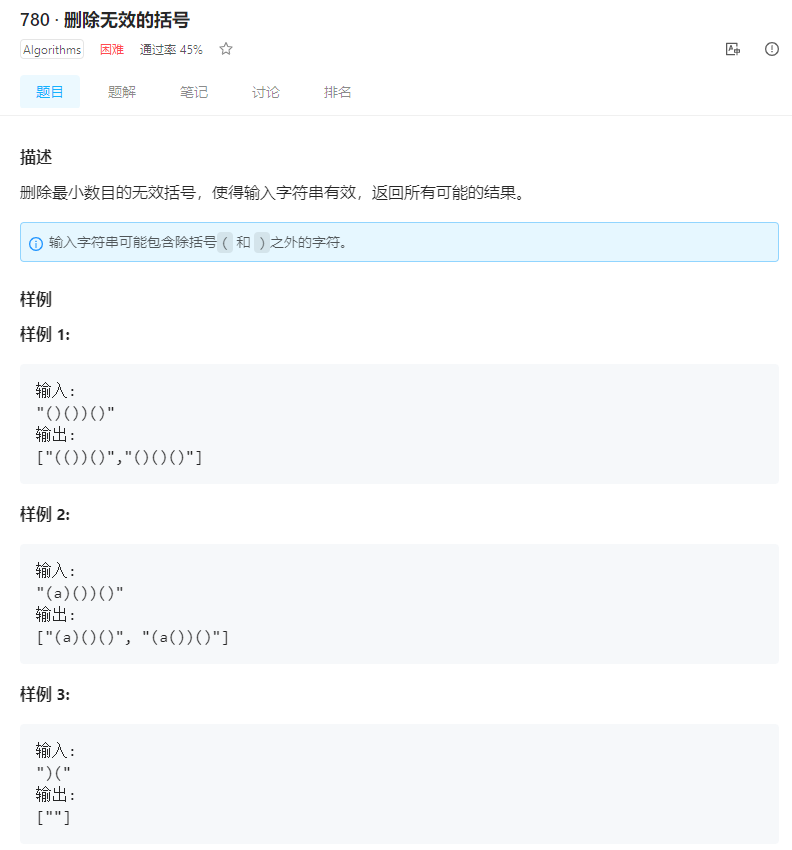 780 · 删除无效的括号
Algorithms 困难 通过率 45%
题目 题解 笔记 讨论 排名
描述
删除最小数目的无效括号，使得输入字符串有效，返回所有可能的结果。
输入字符串可能包含除括号 ( 和 ) 之外的字符。
样例
样例 1:
输入：
"()())()"
输出：
["(())()","()()()"]
样例 2:
输入：
"(a)())()"
输出：
["(a)()()", "(a())()"]
样例 3:
输入：
")("
输出：
[""]